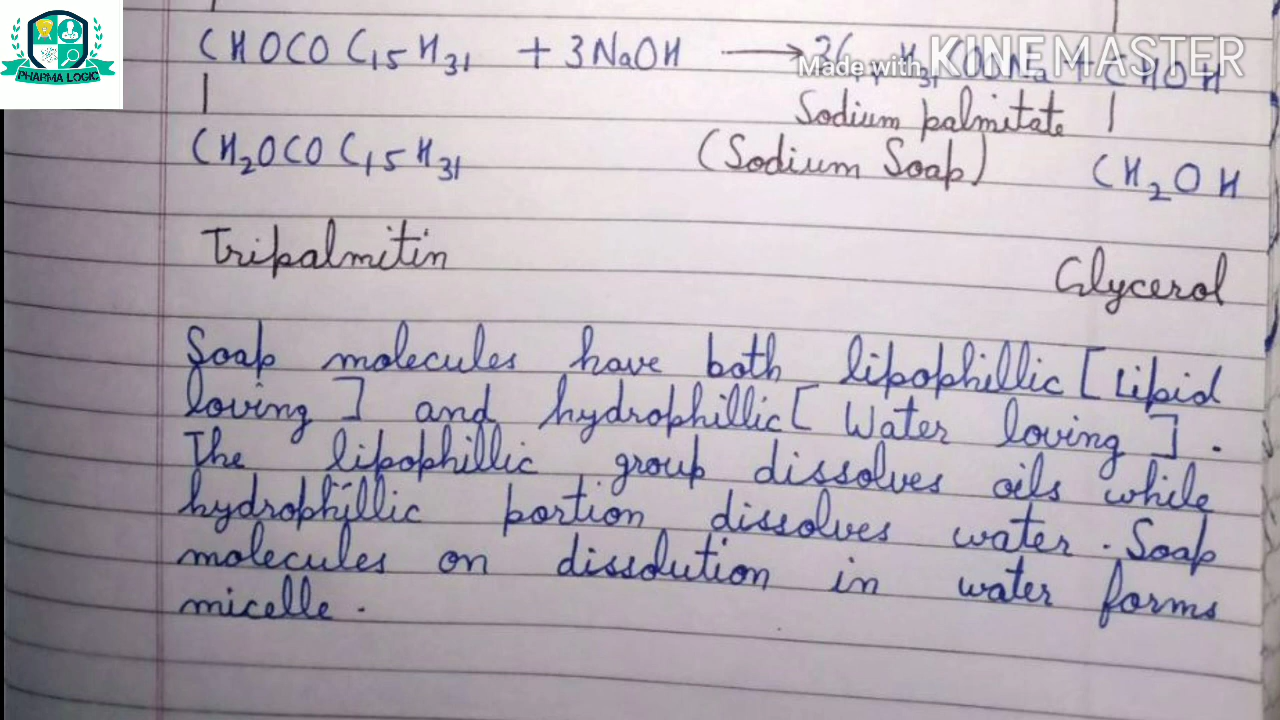 CHOCO C15H31 + 3NaOH ⟶ 3C15H31COONa + CHOH
Made with KINEMASTER
PHARMA LOGIC
Sodium palmitate
CH2OCO C15H31 (Sodium Soap) CH2OH
Tripalmitin Glycerol
Soap molecules have both lipophillic [Lipid
loving] and hydrophillic [Water loving].
The lipophillic group dissolves oils while
hydrophillic portion dissolves water. Soap
molecules on dissolution in water forms
micelle.